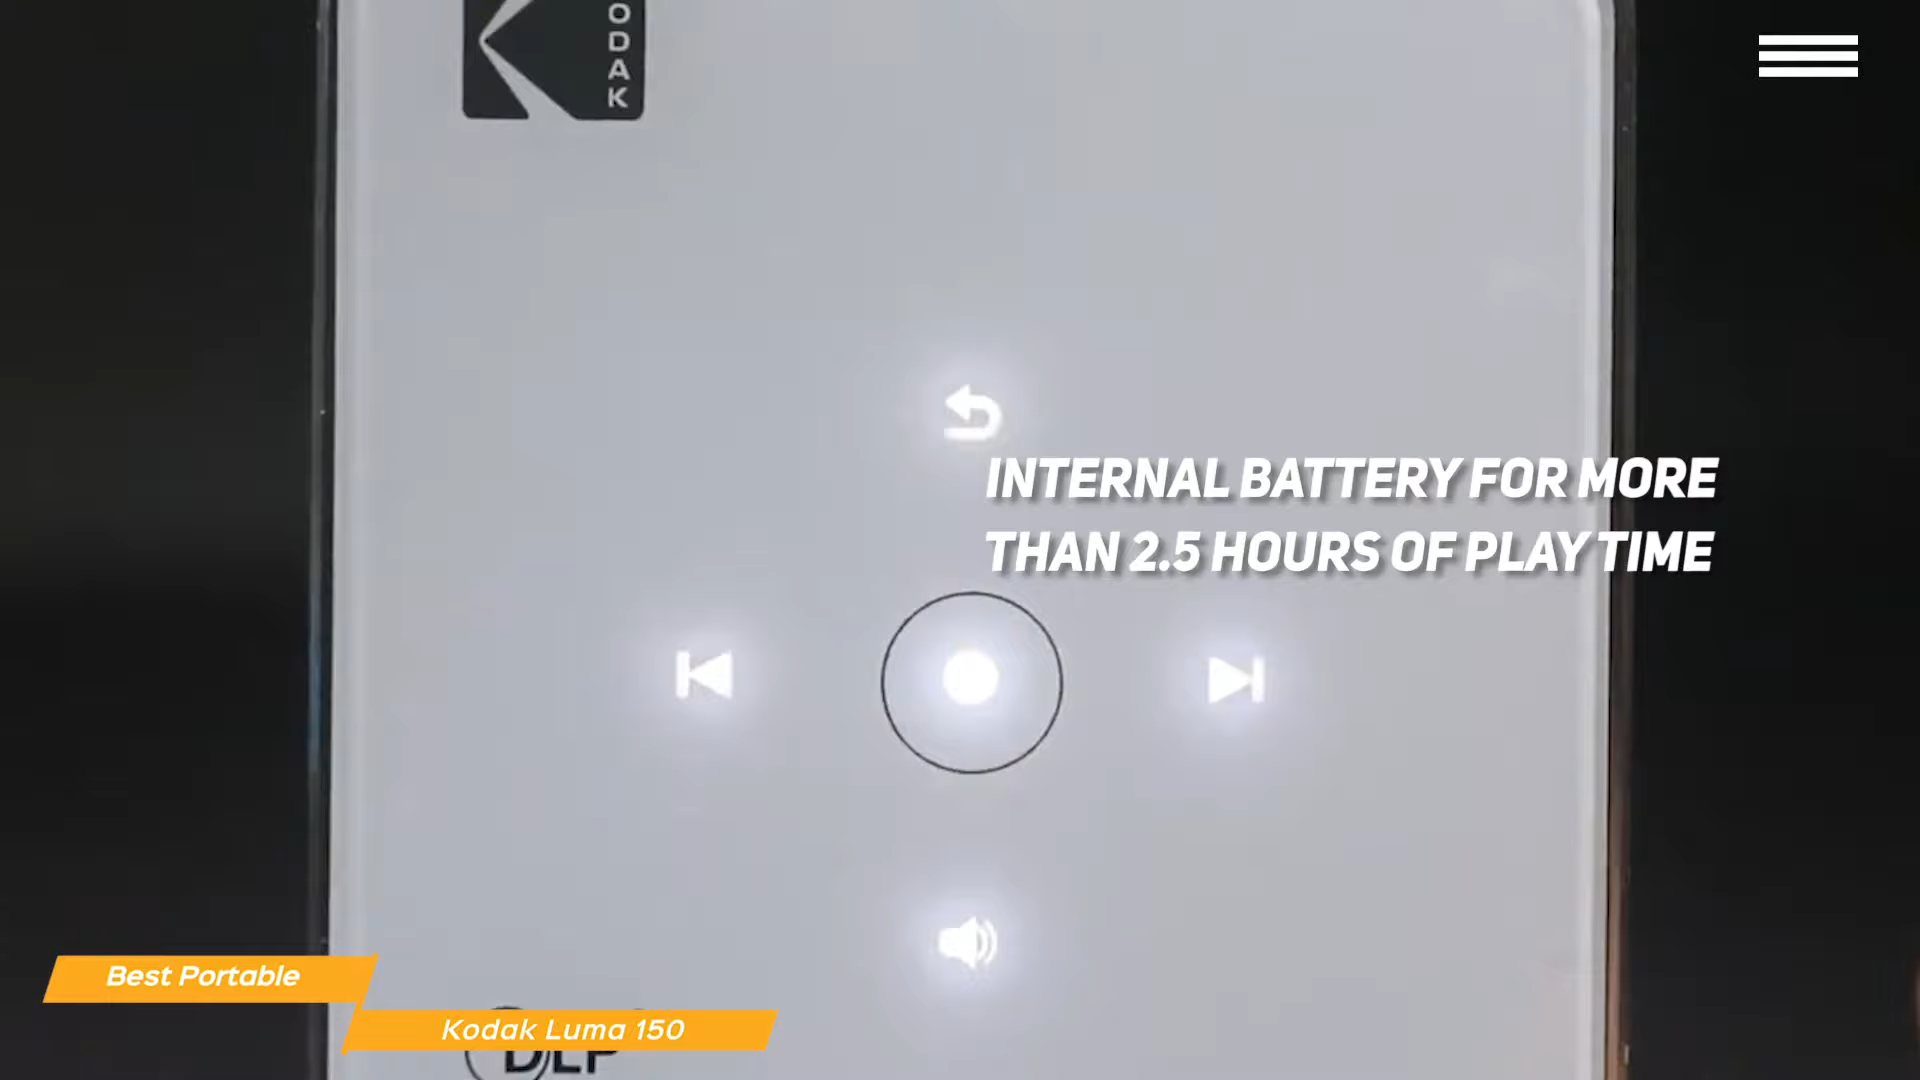 KODAK
INTERNAL BATTERY FOR MORE
THAN 2.5 HOURS OF PLAY TIME
Best Portable
Kodak Luma 150
DLP